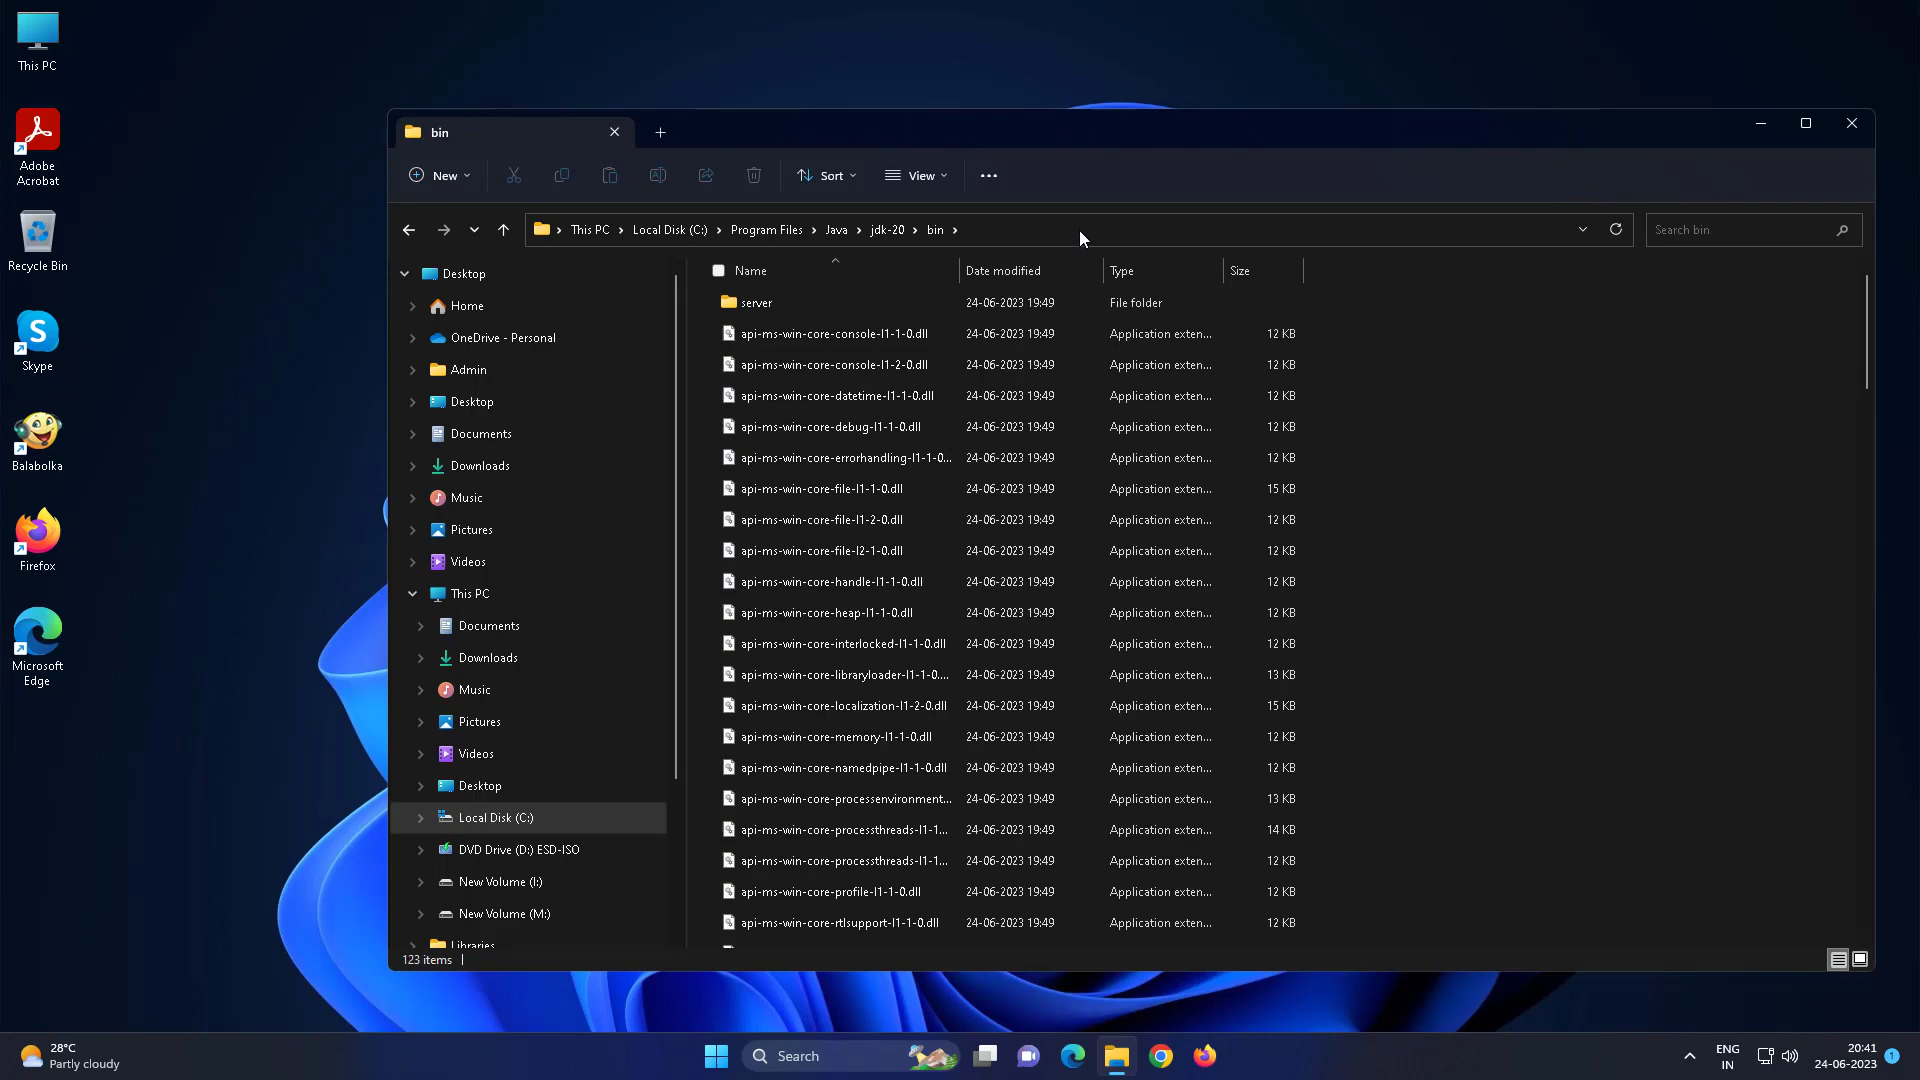 This PC
Adobe
Acrobat
Recycle Bin
Skype
Balabolka
Firefox
Microsoft
Edge
bin
New
Sort
View
This PC
Local Disk (C:)
Program Files
Java
jdk-20
bin
Search bin
Desktop
Home
OneDrive - Personal
Admin
Desktop
Documents
Downloads
Music
Pictures
Videos
This PC
Documents
Downloads
Music
Pictures
Videos
Desktop
Local Disk (C:)
DVD Drive (D:) ESD-ISO
New Volume (I:)
New Volume (M:)
Libraries
Name Date modified Type Size
server 24-06-2023 19:49 File folder
api-ms-win-core-console-l1-1-0.dll 24-06-2023 19:49 Application exten... 12 KB
api-ms-win-core-console-l1-2-0.dll 24-06-2023 19:49 Application exten... 12 KB
api-ms-win-core-datetime-l1-1-0.dll 24-06-2023 19:49 Application exten... 12 KB
api-ms-win-core-debug-l1-1-0.dll 24-06-2023 19:49 Application exten... 12 KB
api-ms-win-core-errorhandling-l1-1-0... 24-06-2023 19:49 Application exten... 12 KB
api-ms-win-core-file-l1-1-0.dll 24-06-2023 19:49 Application exten... 15 KB
api-ms-win-core-file-l1-2-0.dll 24-06-2023 19:49 Application exten... 12 KB
api-ms-win-core-file-l2-1-0.dll 24-06-2023 19:49 Application exten... 12 KB
api-ms-win-core-handle-l1-1-0.dll 24-06-2023 19:49 Application exten... 12 KB
api-ms-win-core-heap-l1-1-0.dll 24-06-2023 19:49 Application exten... 12 KB
api-ms-win-core-interlocked-l1-1-0.dll 24-06-2023 19:49 Application exten... 12 KB
api-ms-win-core-libraryloader-l1-1-0.... 24-06-2023 19:49 Application exten... 13 KB
api-ms-win-core-localization-l1-2-0.dll 24-06-2023 19:49 Application exten... 15 KB
api-ms-win-core-memory-l1-1-0.dll 24-06-2023 19:49 Application exten... 12 KB
api-ms-win-core-namedpipe-l1-1-0.dll 24-06-2023 19:49 Application exten... 12 KB
api-ms-win-core-processenvironment... 24-06-2023 19:49 Application exten... 13 KB
api-ms-win-core-processthreads-l1-1... 24-06-2023 19:49 Application exten... 14 KB
api-ms-win-core-processthreads-l1-1... 24-06-2023 19:49 Application exten... 12 KB
api-ms-win-core-profile-l1-1-0.dll 24-06-2023 19:49 Application exten... 12 KB
api-ms-win-core-rtlsupport-l1-1-0.dll 24-06-2023 19:49 Application exten... 12 KB
123 items
28°C
Partly cloudy
Search
ENG
IN
20:41
24-06-2023
1